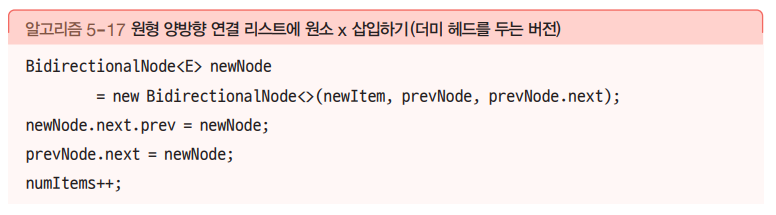 알고리즘 5-17 원형 양방향 연결 리스트에 원소 x 삽입하기(더미 헤드를 두는 버전)
BidirectionalNode<E> newNode
= new BidirectionalNode<>(newItem, prevNode, prevNode.next);
newNode.next.prev = newNode;
prevNode.next = newNode;
numItems++;